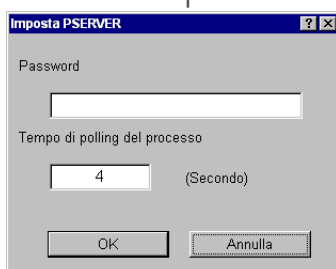 Imposta PSERVER
Password
Tempo di polling del processo
4 (Secondo)
OK Annulla